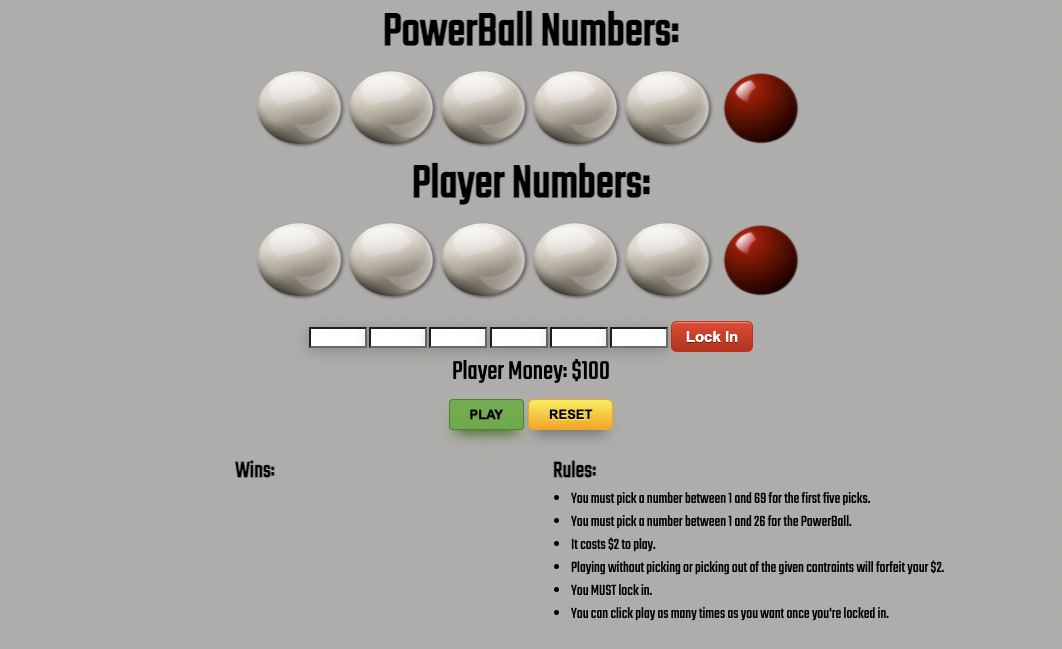 PowerBall Numbers:
Player Numbers:
Lock In
Player Money: $100
PLAY RESET
Wins:
Rules:
You must pick a number between 1 and 69 for the first five picks.
You must pick a number between 1 and 26 for the PowerBall.
It costs $2 to play.
Playing without picking or picking out of the given contraints will forfeit your $2.
You MUST lock in.
You can click play as many times as you want once you're locked in.